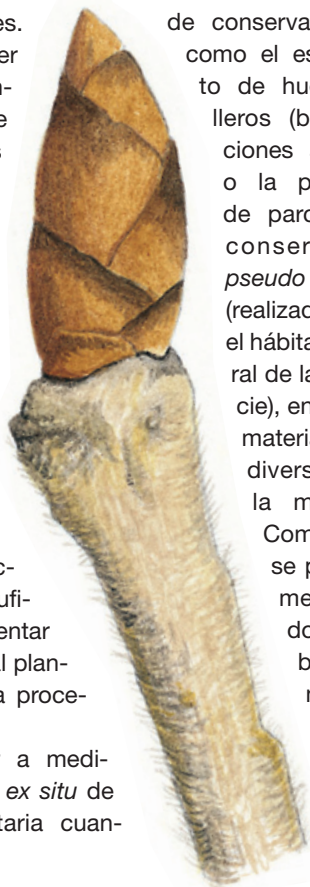 es.
er
n-
e
s
c-
ufi-
entar
l plan-
a proce-
a medi-
ex situ de
taria cuan-
de conserva
como el es
to de hue
lleros (b
ciones
o la p
de parc
conser
pseudo
(realizad
el hábita
ral de la
cie), en
materia
divers
la m
Com
se p
me
do
b